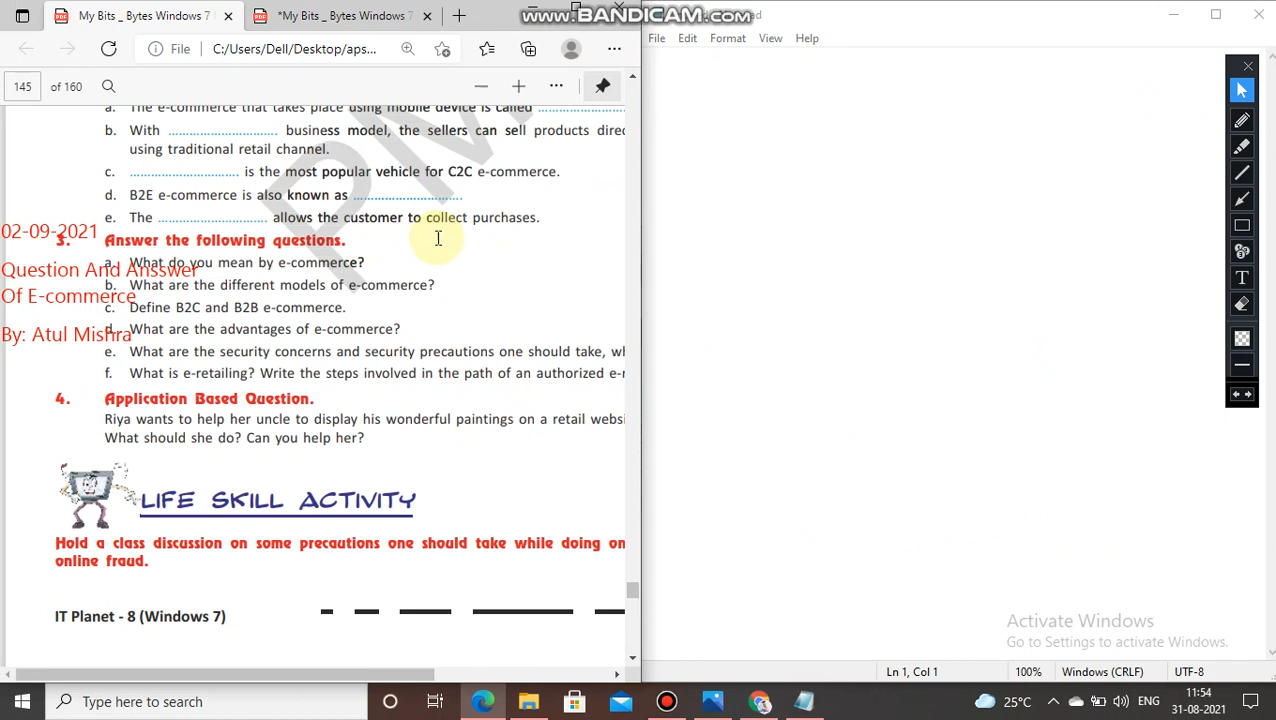 My Bits _ Bytes Windows 7 F
*My Bits _ Bytes Windows 7
www.BANDICAM.com
File
C:/Users/Dell/Desktop/aps...
145 of 160
File Edit Format View Help
a. The e-commerce that takes place using mobile device is called ............................
b. With ............................ business model, the sellers can sell products direc
using traditional retail channel.
c. ............................ is the most popular vehicle for C2C e-commerce.
d. B2E e-commerce is also known as ............................
e. The ............................ allows the customer to collect purchases.
3. Answer the following questions.
a. What do you mean by e-commerce?
b. What are the different models of e-commerce?
c. Define B2C and B2B e-commerce.
d. What are the advantages of e-commerce?
e. What are the security concerns and security precautions one should take, wh
f. What is e-retailing? Write the steps involved in the path of an authorized e-r
4. Application Based Question.
Riya wants to help her uncle to display his wonderful paintings on a retail websi
What should she do? Can you help her?
LIFE SKILL ACTIVITY
Hold a class discussion on some precautions one should take while doing on
online fraud.
IT Planet - 8 (Windows 7)
PM
02-09-2021
Question And Ansswer
Of E-commerce
By: Atul Mishra
Activate Windows
Go to Settings to activate Windows.
Ln 1, Col 1 100% Windows (CRLF) UTF-8
Type here to search
25°C
ENG
11:54
31-08-2021